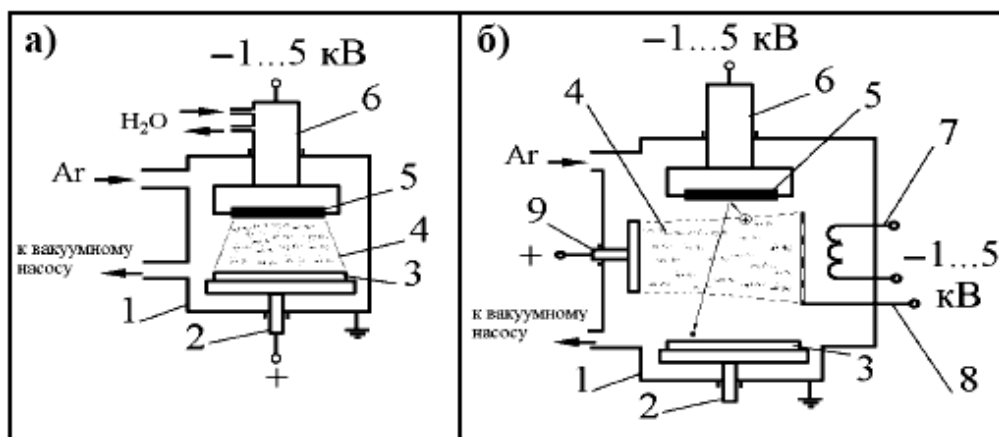 а)
−1...5 кВ
6
H₂O
Ar
5
4
к вакуумному
насосу
3
1
2
+
б)
−1...5 кВ
4
6
5
7
Ar
9
+
−1...5
кВ
к вакуумному
насосу
3
1
2
8